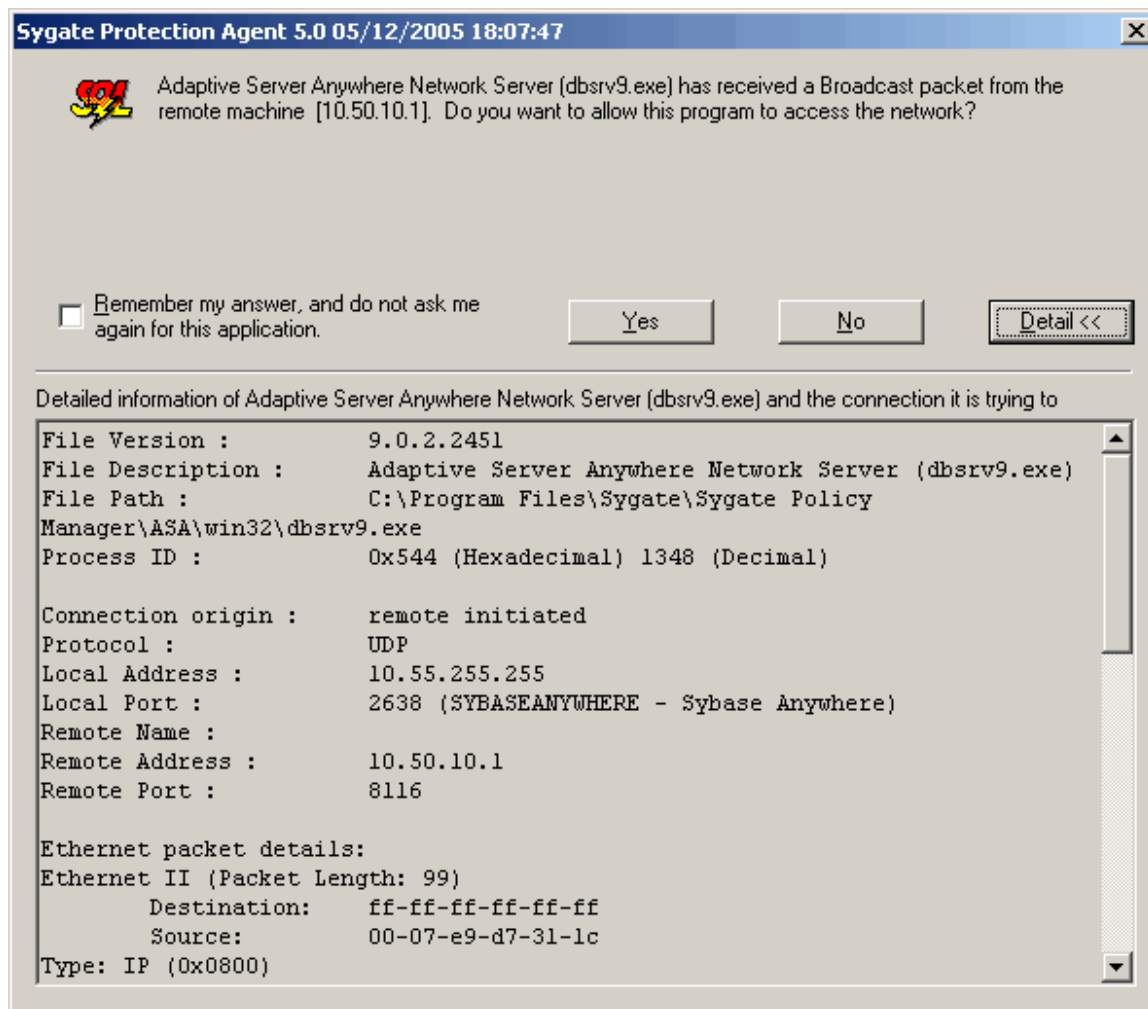 Sygate Protection Agent 5.0 05/12/2005 18:07:47
SQL
Adaptive Server Anywhere Network Server (dbsrv9.exe) has received a Broadcast packet from the
remote machine [10.50.10.1]. Do you want to allow this program to access the network?
Remember my answer, and do not ask me
again for this application.
Yes
No
Detail <<
Detailed information of Adaptive Server Anywhere Network Server (dbsrv9.exe) and the connection it is trying to
File Version : 9.0.2.2451
File Description : Adaptive Server Anywhere Network Server (dbsrv9.exe)
File Path : C:\Program Files\Sygate\Sygate Policy
Manager\ASA\win32\dbsrv9.exe
Process ID : 0x544 (Hexadecimal) 1348 (Decimal)
Connection origin : remote initiated
Protocol : UDP
Local Address : 10.55.255.255
Local Port : 2638 (SYBASEANYWHERE - Sybase Anywhere)
Remote Name :
Remote Address : 10.50.10.1
Remote Port : 8116
Ethernet packet details:
Ethernet II (Packet Length: 99)
Destination: ff-ff-ff-ff-ff-ff
Source: 00-07-e9-d7-31-1c
Type: IP (0x0800)